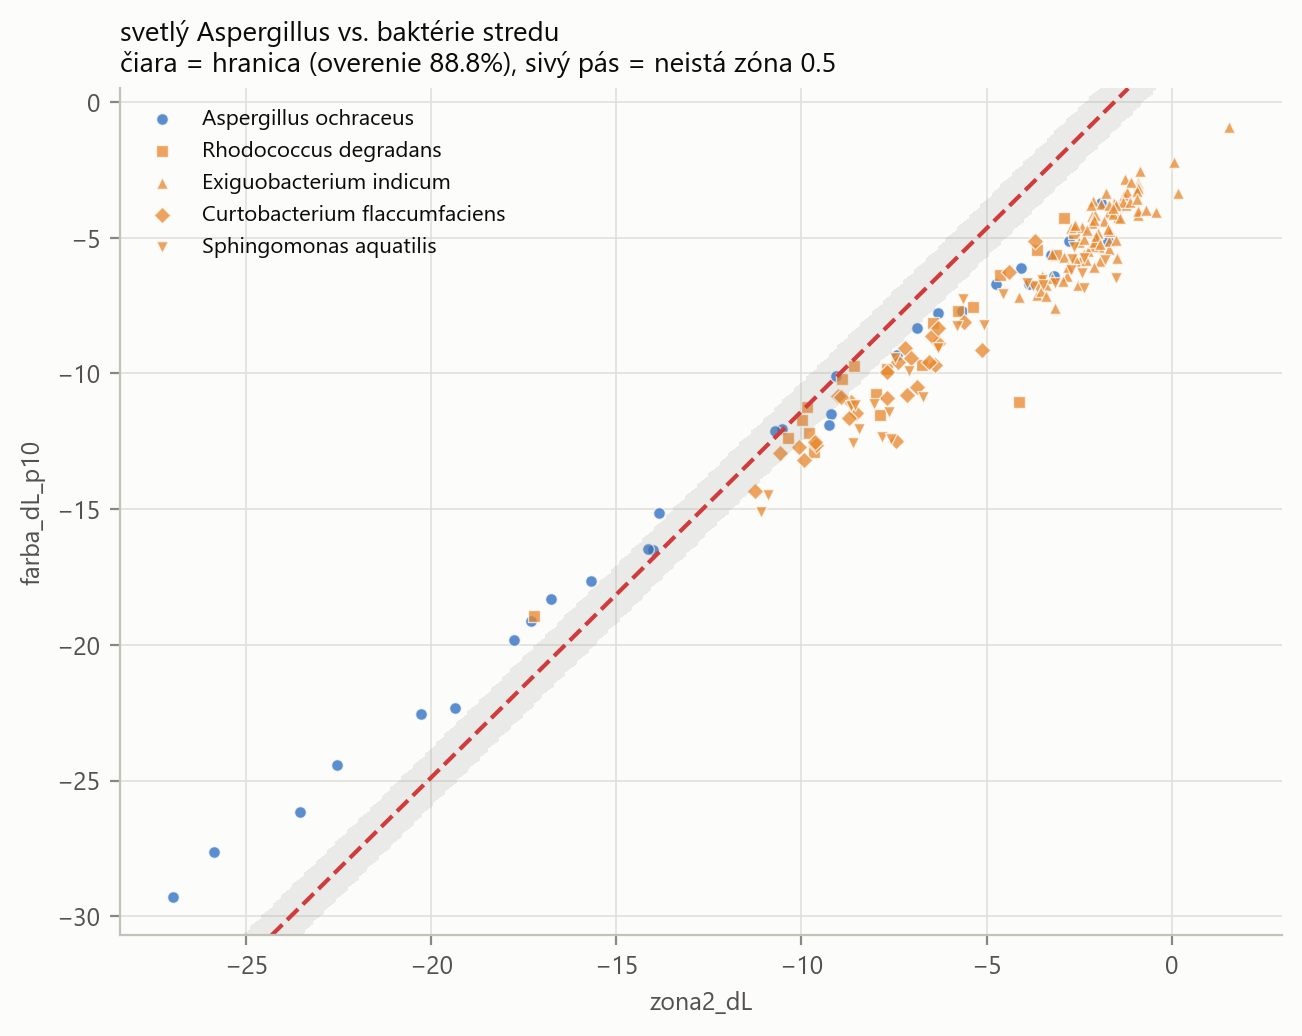 svetlý Aspergillus vs. baktérie stredu
čiara = hranica (overenie 88.8%), sivý pás = neistá zóna 0.5
Aspergillus ochraceus
Rhodococcus degradans
Exiguobacterium indicum
Curtobacterium flaccumfaciens
Sphingomonas aquatilis
0
−5
−10
−15
−20
−25
−30
farba_dL_p10
−25
−20
−15
−10
−5
0
zona2_dL